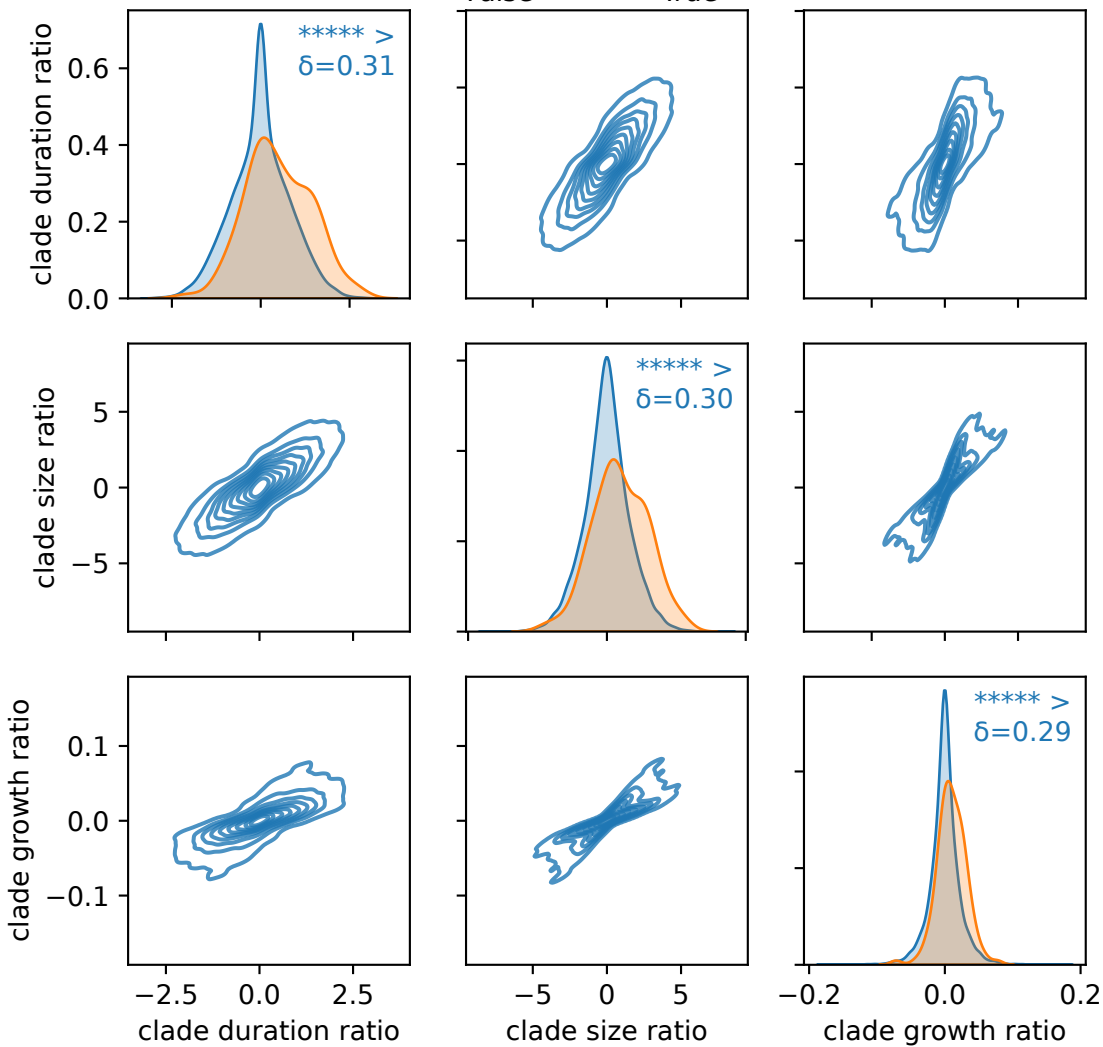 ***** >
δ=0.31
clade duration ratio
0.6
0.4
0.2
0.0
***** >
δ=0.30
clade size ratio
5
0
−5
***** >
δ=0.29
clade growth ratio
0.1
0.0
−0.1
−2.5 0.0 2.5
−5 0 5
−0.2 0.0 0.2
clade duration ratio
clade size ratio
clade growth ratio